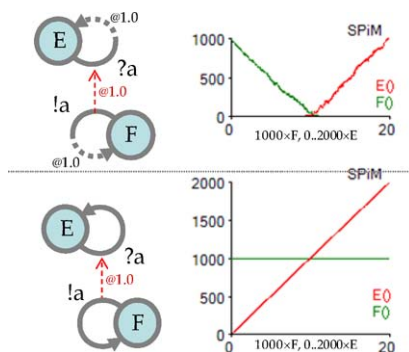 @1.0
E
?a
@1.0
!a
F
@1.0
SPiM
1000
500
0
E()
F()
0
20
1000×F, 0..2000×E
E
?a
@1.0
!a
F
SPiM
2000
1500
1000
500
0
E()
F()
0
20
1000×F, 0..2000×E